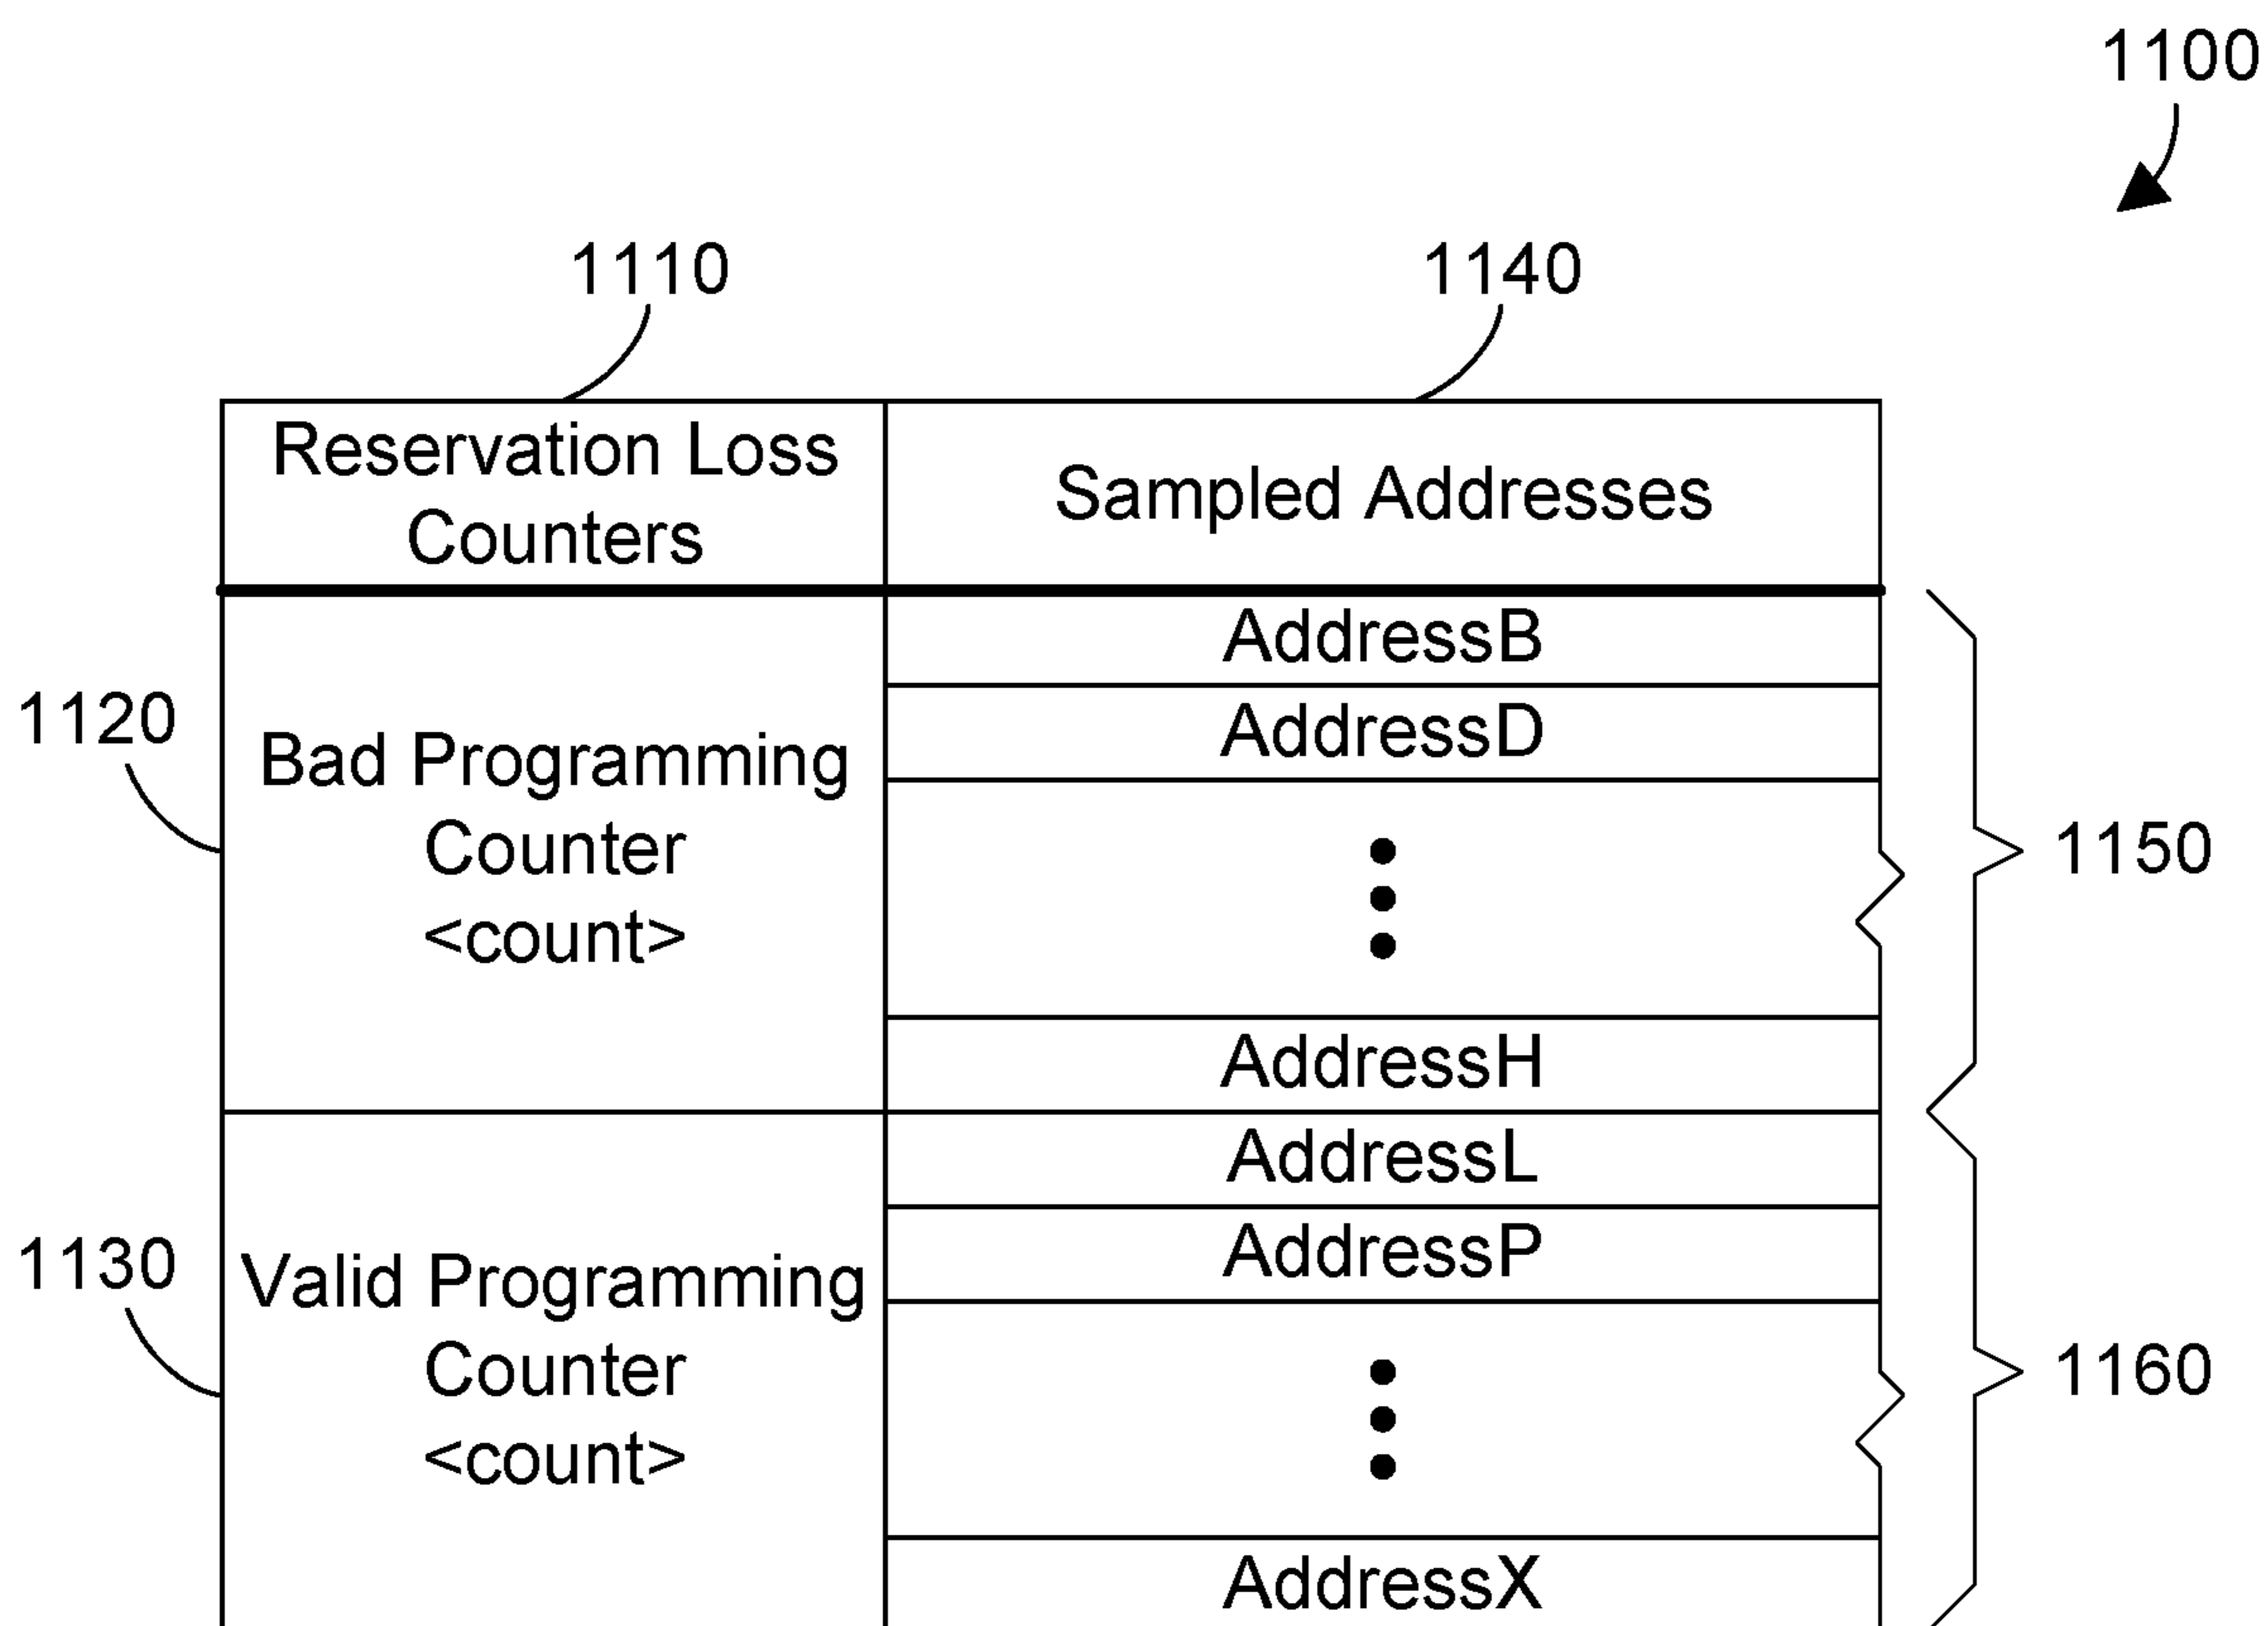 1100
1110
1140
Reservation Loss
Counters
Sampled Addresses
1120
Bad Programming
Counter
<count>
AddressB
AddressD
AddressH
1150
1130
Valid Programming
Counter
<count>
AddressL
AddressP
AddressX
1160